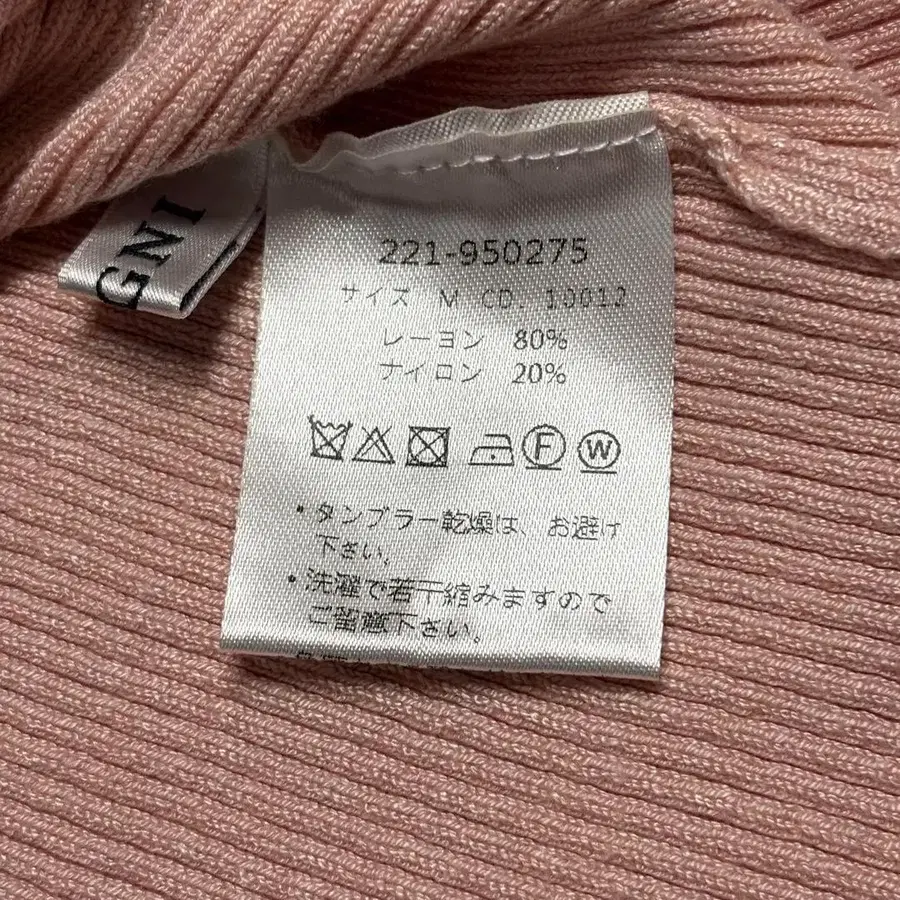 GNI
221-950275
サイズ M CD. 10012
レーヨン 80%
ナイロン 20%
F W
・タンブラー乾燥は、お避け
下さい。
・洗濯で若干縮みますので
ご留意下さい。